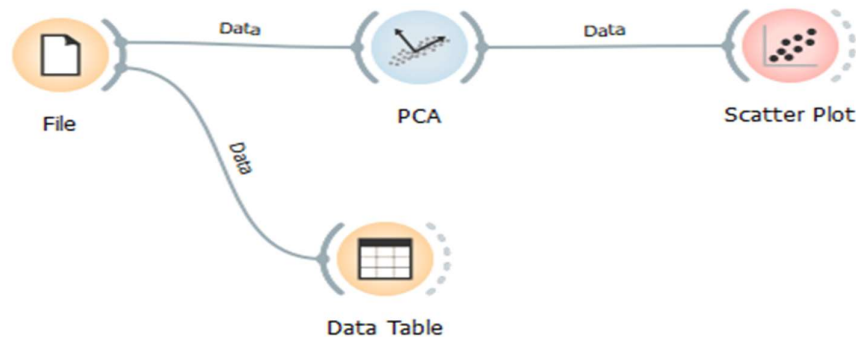 Data
Data
File
PCA
Scatter Plot
Data
Data Table